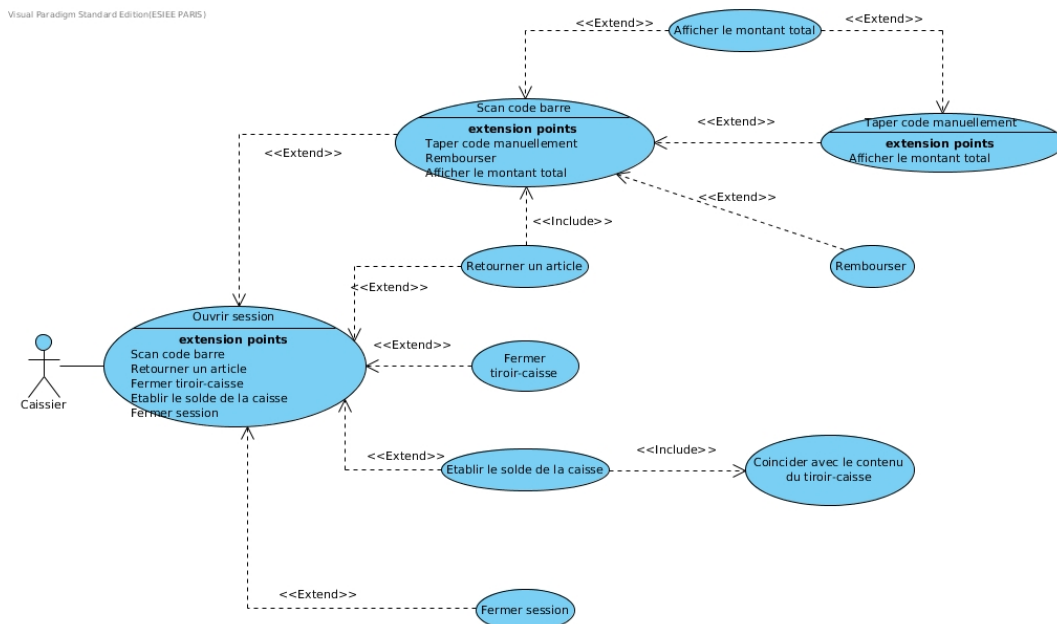 Visual Paradigm Standard Edition(ESIEE PARIS)
<<Extend>>
Afficher le montant total
<<Extend>>
Scan code barre
extension points
Taper code manuellement
Rembourser
Afficher le montant total
<<Extend>>
Taper code manuellement
extension points
Afficher le montant total
<<Extend>>
<<Extend>>
<<Include>>
Retourner un article
Rembourser
<<Extend>>
Ouvrir session
extension points
Scan code barre
Retourner un article
Fermer tiroir-caisse
Etablir le solde de la caisse
Fermer session
Caissier
<<Extend>>
Fermer
tiroir-caisse
<<Extend>>
Etablir le solde de la caisse
<<Include>>
Coincider avec le contenu
du tiroir-caisse
<<Extend>>
Fermer session